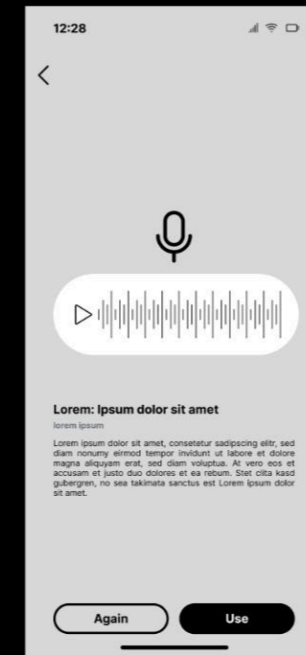 12:28
Lorem: Ipsum dolor sit amet
lorem ipsum
Lorem ipsum dolor sit amet, consetetur sadipscing elitr, sed
diam nonumy eirmod tempor invidunt ut labore et dolore
magna aliquyam erat, sed diam voluptua. At vero eos et
accusam et justo duo dolores et ea rebum. Stet clita kasd
gubergren, no sea takimata sanctus est Lorem ipsum dolor
sit amet.
Again
Use